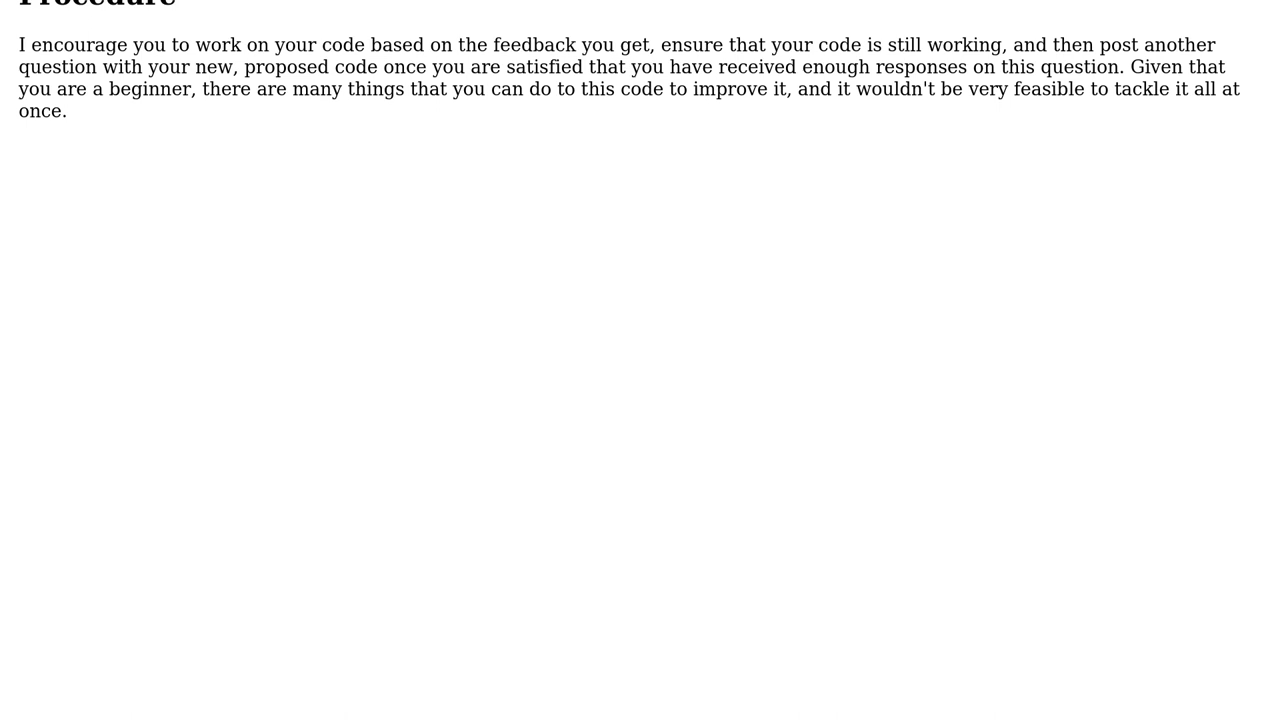 Procedure
I encourage you to work on your code based on the feedback you get, ensure that your code is still working, and then post another
question with your new, proposed code once you are satisfied that you have received enough responses on this question. Given that
you are a beginner, there are many things that you can do to this code to improve it, and it wouldn't be very feasible to tackle it all at
once.